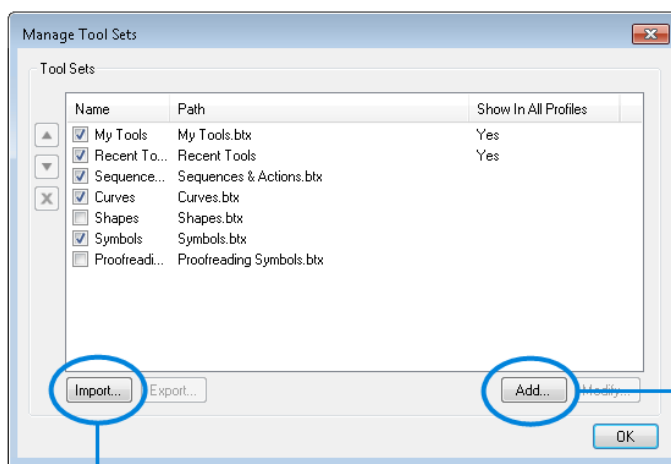 Manage Tool Sets
Tool Sets
Name Path Show In All Profiles
My Tools My Tools.btx Yes
Recent To... Recent Tools Yes
Sequence... Sequences & Actions.btx
Curves Curves.btx
Shapes Shapes.btx
Symbols Symbols.btx
Proofreadi... Proofreading Symbols.btx
Import... Export... Add... Modify...
OK